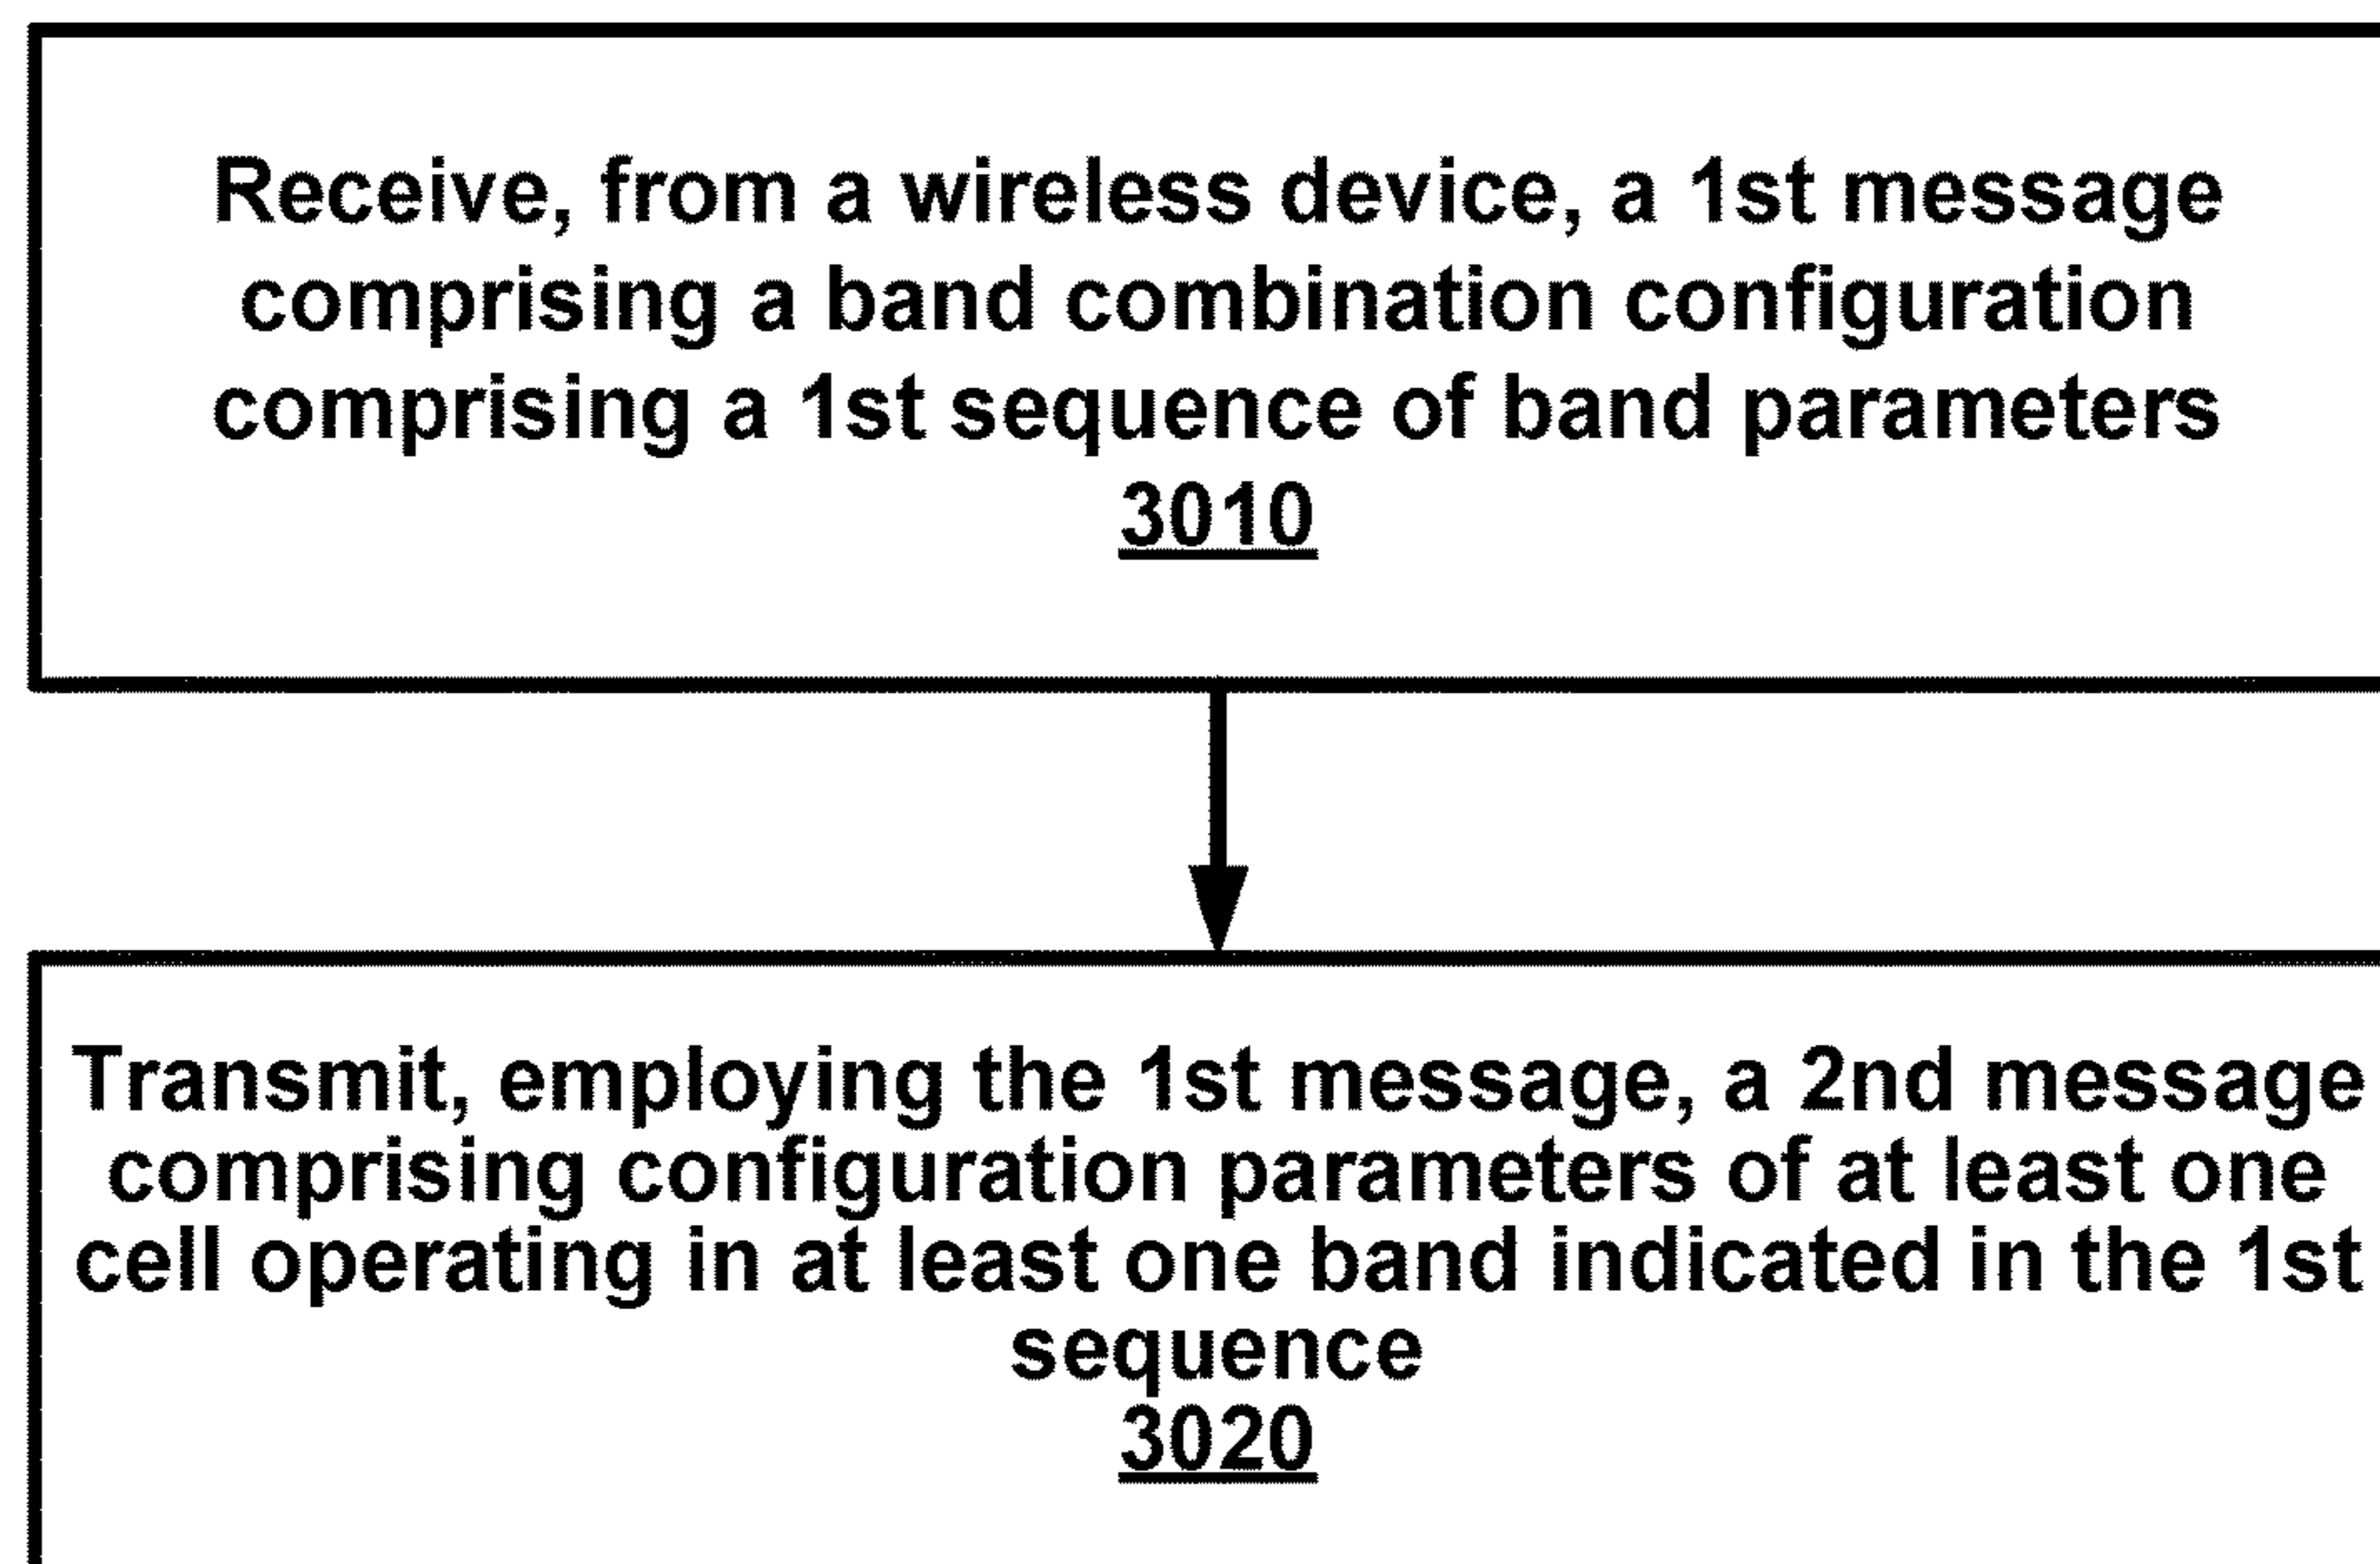 Receive, from a wireless device, a 1st message
comprising a band combination configuration
comprising a 1st sequence of band parameters
3010
Transmit, employing the 1st message, a 2nd message
comprising configuration parameters of at least one
cell operating in at least one band indicated in the 1st
sequence
3020